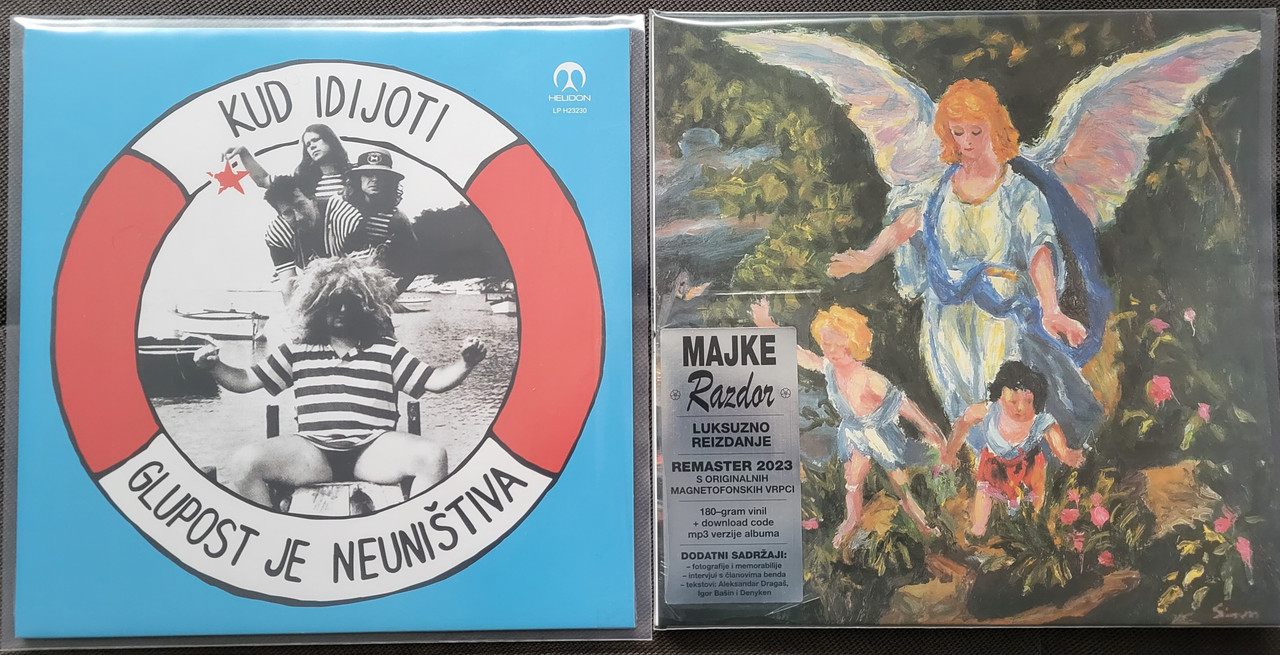 KUD IDIJOTI
HELIDON
LP H23230
GLUPOST JE NEUNIŠTIVA
MAJKE
Razdor
LUKSUZNO
REIZDANJE
REMASTER 2023
S ORIGINALNIH
MAGNETOFONSKIH VRPCI
180–gram vinil
+ download code
mp3 verzije albuma
DODATNI SADRŽAJI:
– fotografije i memorabilije
– intervjui s članovima benda
– tekstovi: Aleksandar Dragaš,
Igor Bašin i Denyken